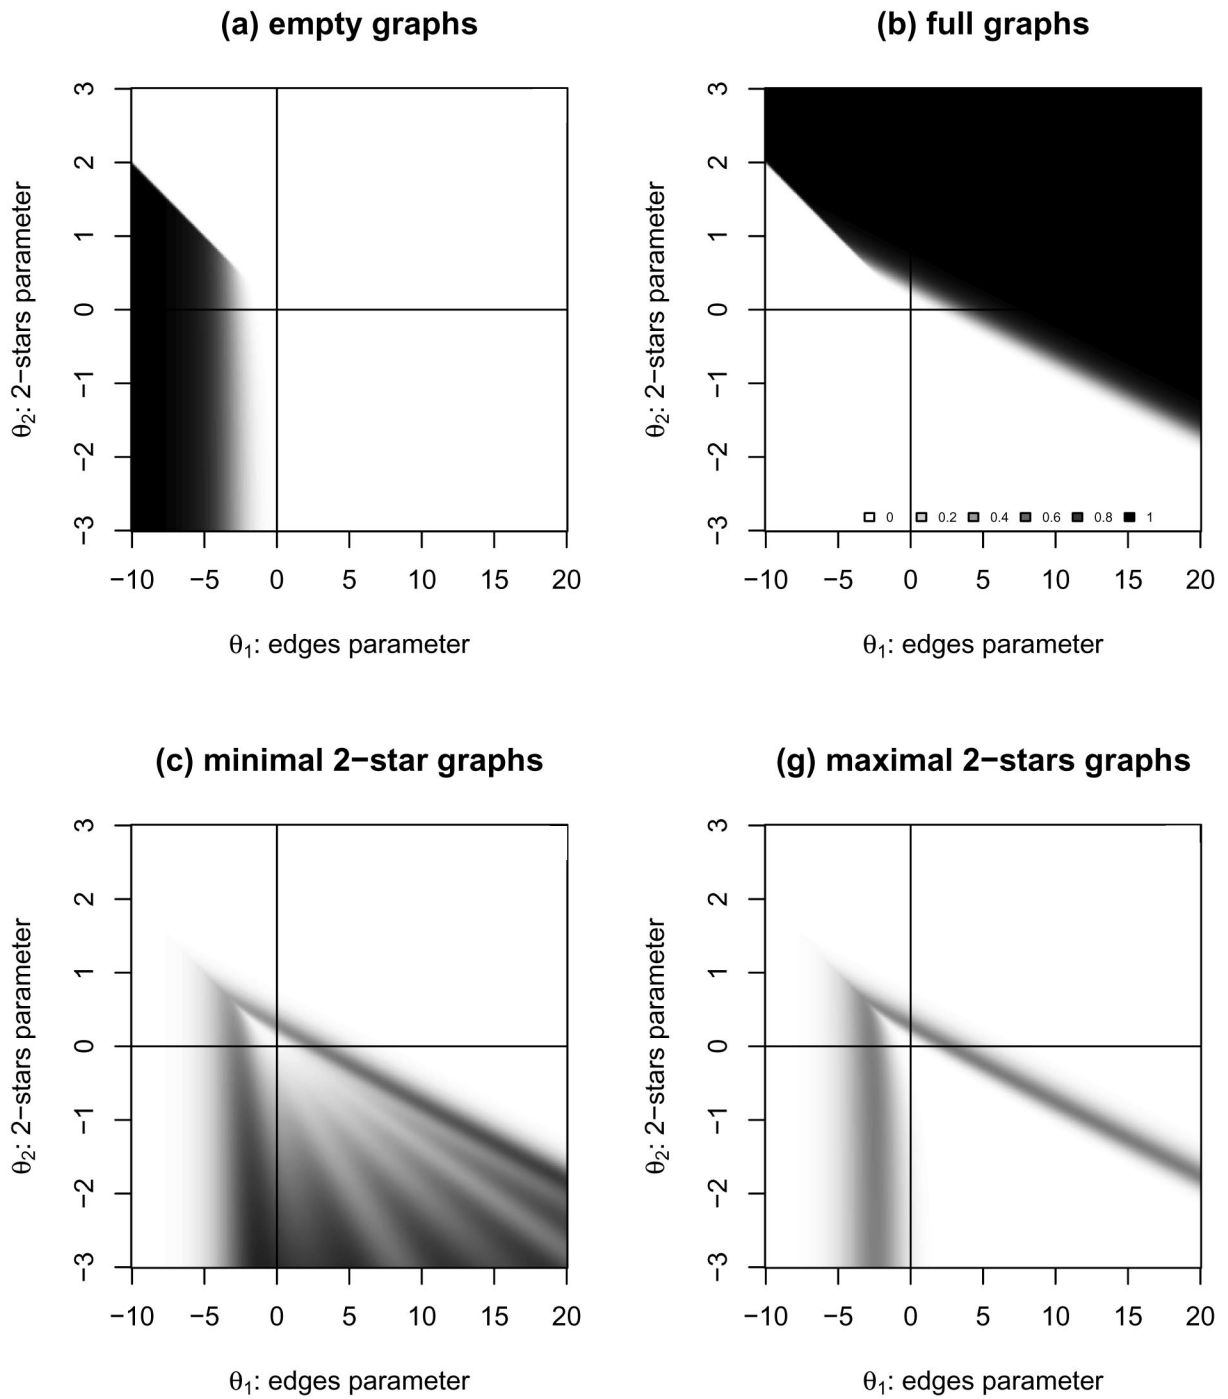 (a) empty graphs
3
2
1
0
−1
−2
−3
θ2: 2−stars parameter
−10 −5 0 5 10 15 20
θ1: edges parameter
(b) full graphs
3
2
1
0
−1
−2
−3
θ2: 2−stars parameter
0 0.2 0.4 0.6 0.8 1
−10 −5 0 5 10 15 20
θ1: edges parameter
(c) minimal 2−star graphs
3
2
1
0
−1
−2
−3
θ2: 2−stars parameter
−10 −5 0 5 10 15 20
θ1: edges parameter
(g) maximal 2−stars graphs
3
2
1
0
−1
−2
−3
θ2: 2−stars parameter
−10 −5 0 5 10 15 20
θ1: edges parameter